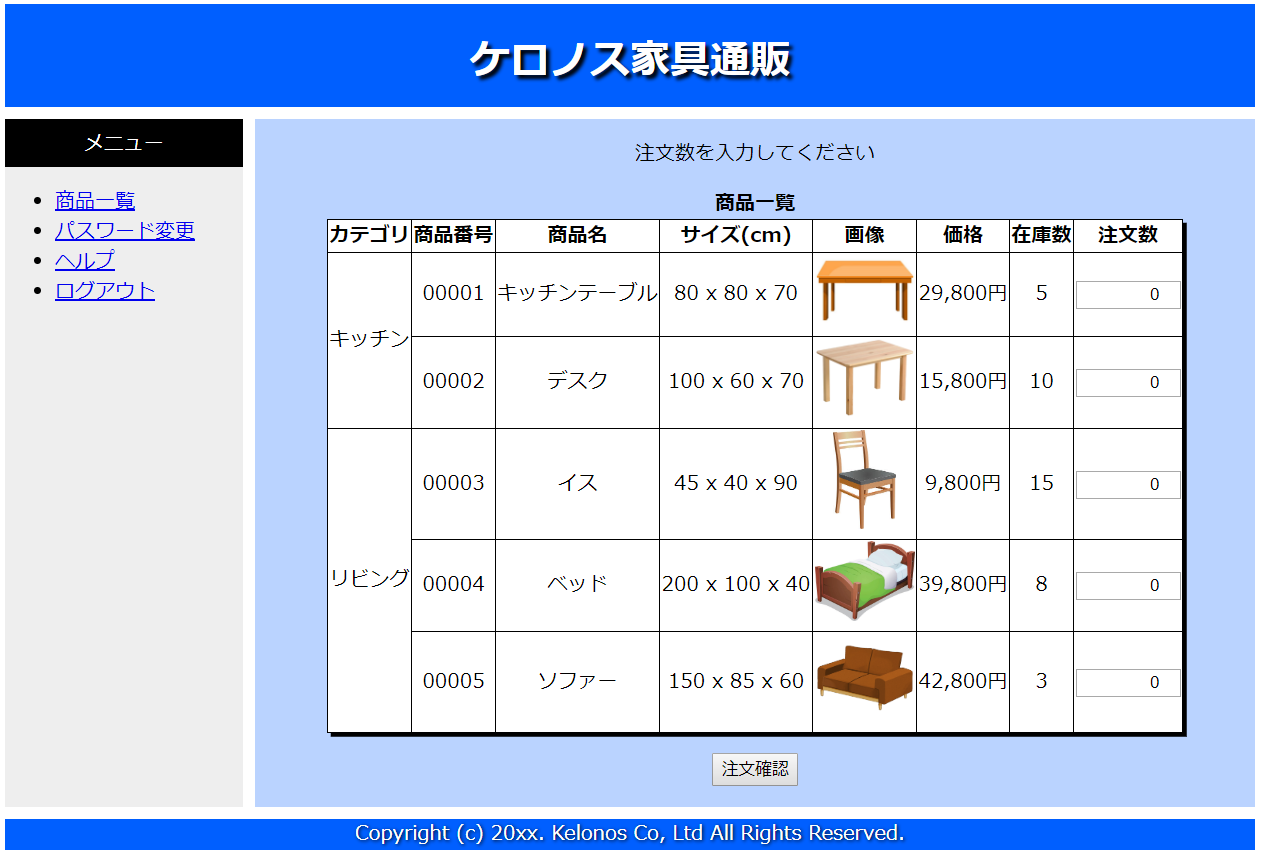 ケロノス家具通販
メニュー
商品一覧
パスワード変更
ヘルプ
ログアウト
注文数を入力してください
商品一覧
カテゴリ 商品番号 商品名 サイズ(cm) 画像 価格 在庫数 注文数
キッチン 00001 キッチンテーブル 80 x 80 x 70 29,800円 5 0
00002 デスク 100 x 60 x 70 15,800円 10 0
リビング 00003 イス 45 x 40 x 90 9,800円 15 0
00004 ベッド 200 x 100 x 40 39,800円 8 0
00005 ソファー 150 x 85 x 60 42,800円 3 0
注文確認
Copyright (c) 20xx. Kelonos Co, Ltd All Rights Reserved.